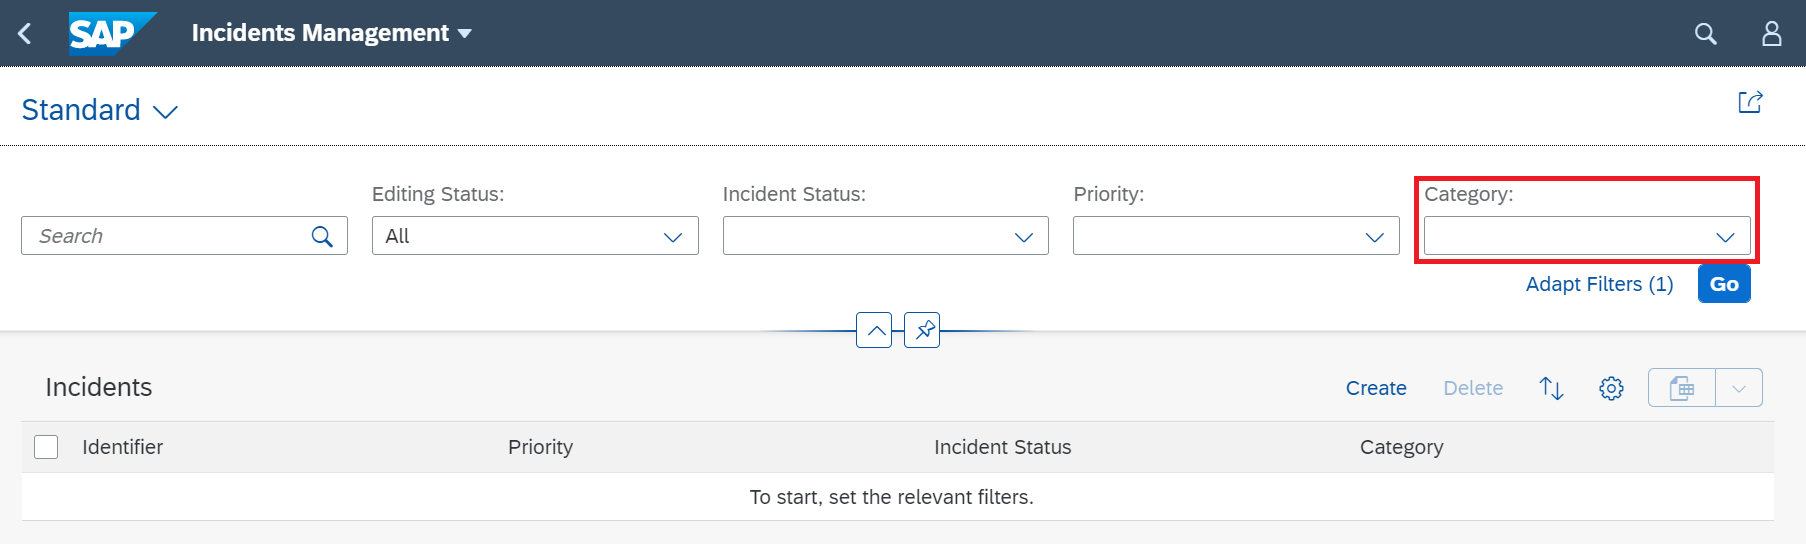 SAP Incidents Management
Standard
Editing Status: Incident Status: Priority: Category:
Search All
Adapt Filters (1) Go
Incidents Create Delete
Identifier Priority Incident Status Category
To start, set the relevant filters.